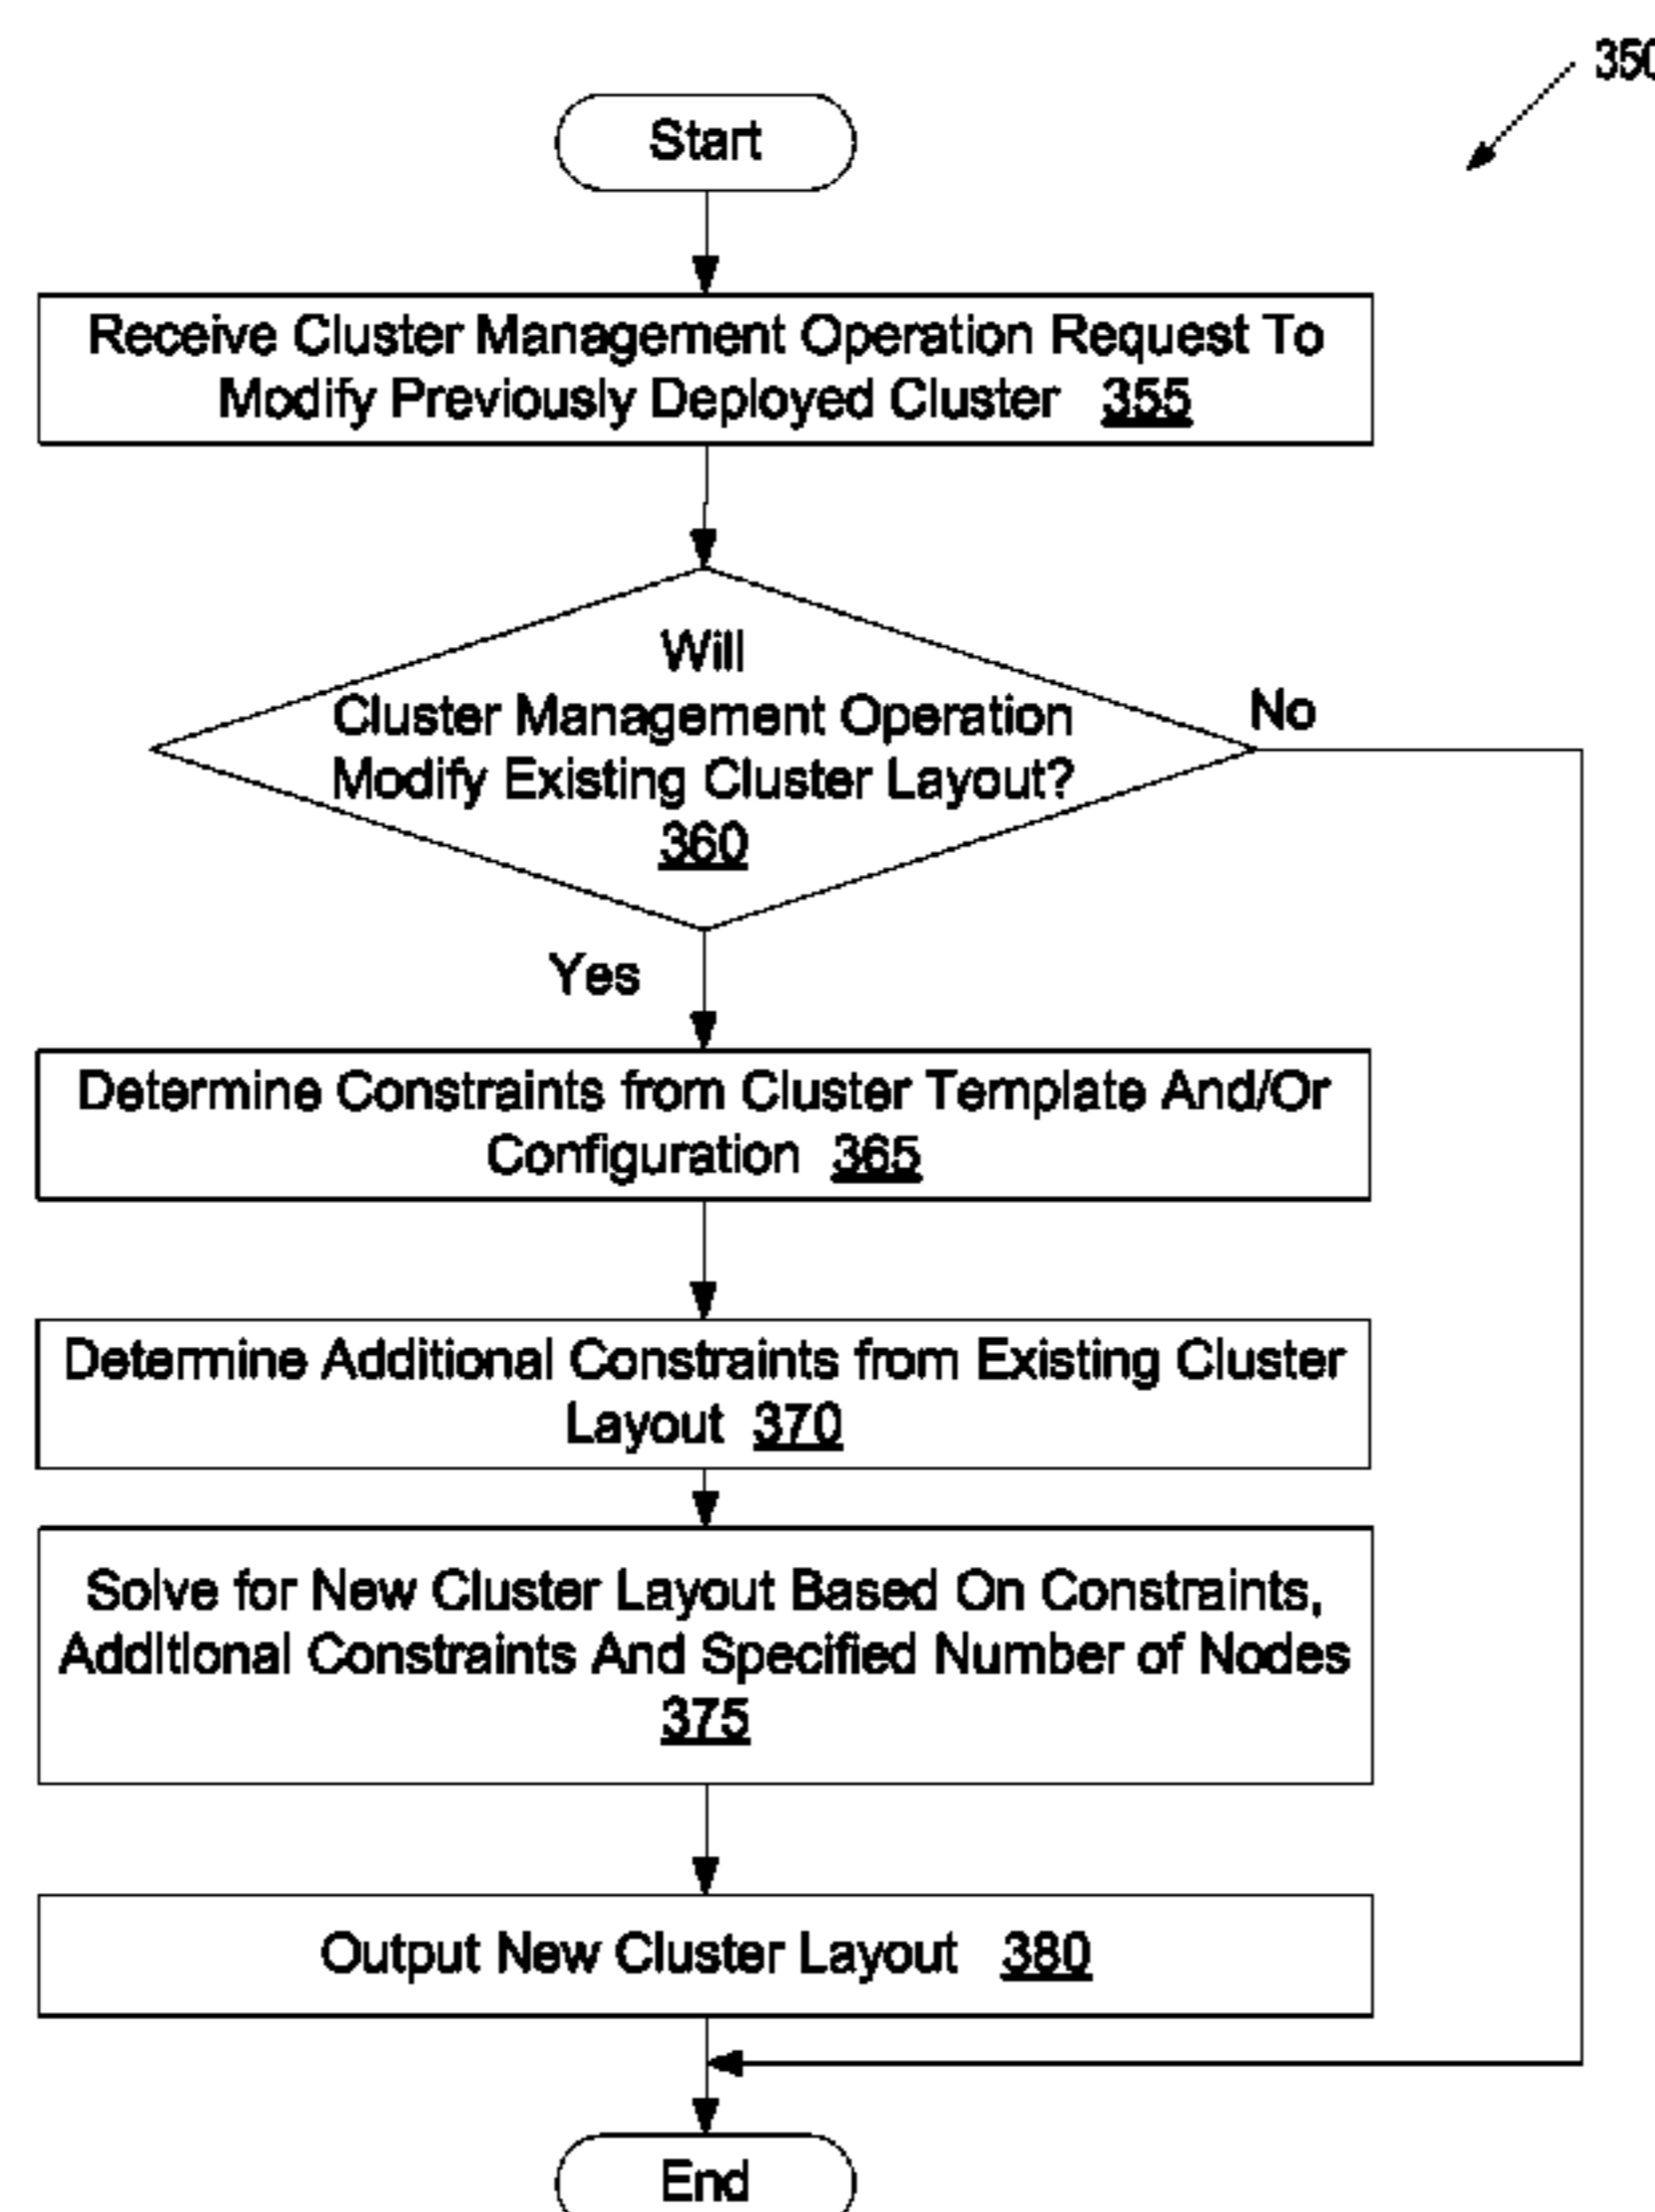 350
Start
Receive Cluster Management Operation Request To
Modify Previously Deployed Cluster 355
Will
Cluster Management Operation
Modify Existing Cluster Layout?
360
No
Yes
Determine Constraints from Cluster Template And/Or
Configuration 365
Determine Additional Constraints from Existing Cluster
Layout 370
Solve for New Cluster Layout Based On Constraints,
Additional Constraints And Specified Number of Nodes
375
Output New Cluster Layout 380
End